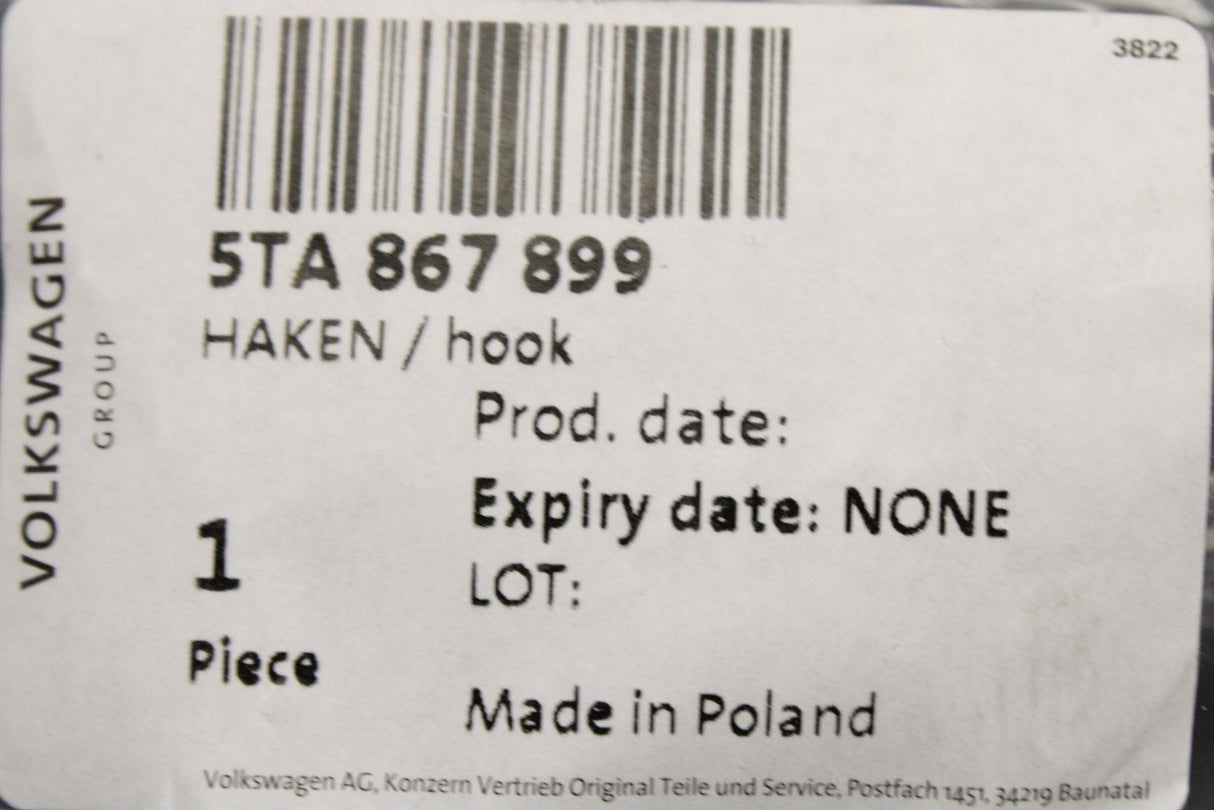 3822
VOLKSWAGEN
GROUP
5TA 867 899
HAKEN / hook
Prod. date:
Expiry date: NONE
1
LOT:
Piece
Made in Poland
Volkswagen AG, Konzern Vertrieb Original Teile und Service, Postfach 1451, 34219 Baunatal